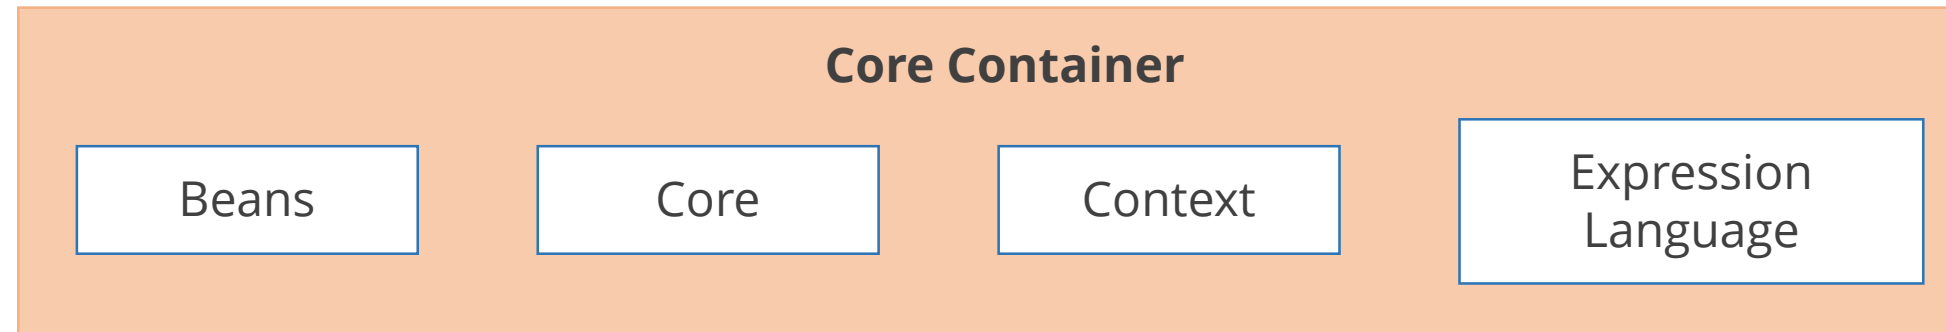 Core Container
Beans
Core
Context
Expression
Language